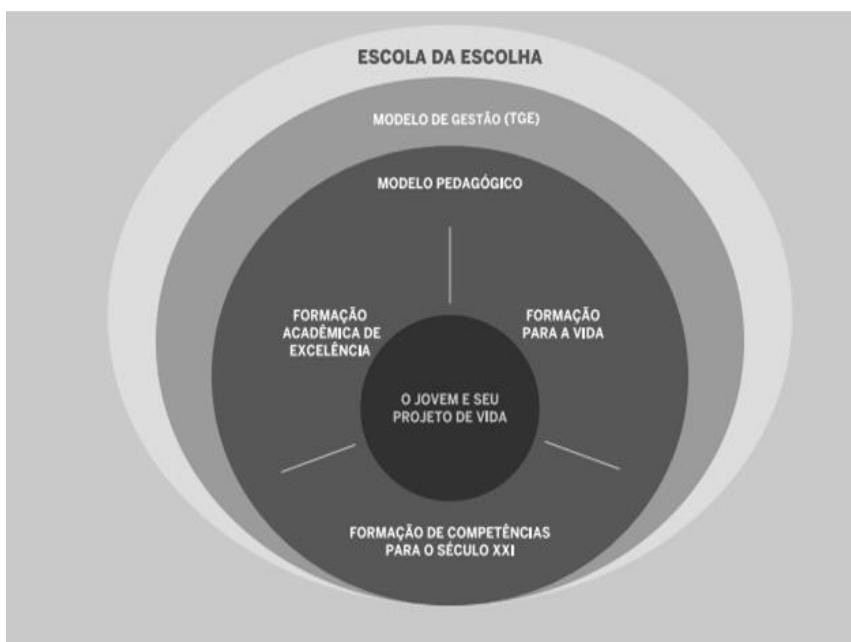 ESCOLA DA ESCOLHA
MODELO DE GESTÃO (TGE)
MODELO PEDAGÓGICO
FORMAÇÃO
ACADÊMICA DE
EXCELÊNCIA
FORMAÇÃO
PARA A VIDA
O JOVEM E SEU
PROJETO DE VIDA
FORMAÇÃO DE COMPETÊNCIAS
PARA O SÉCULO XXI